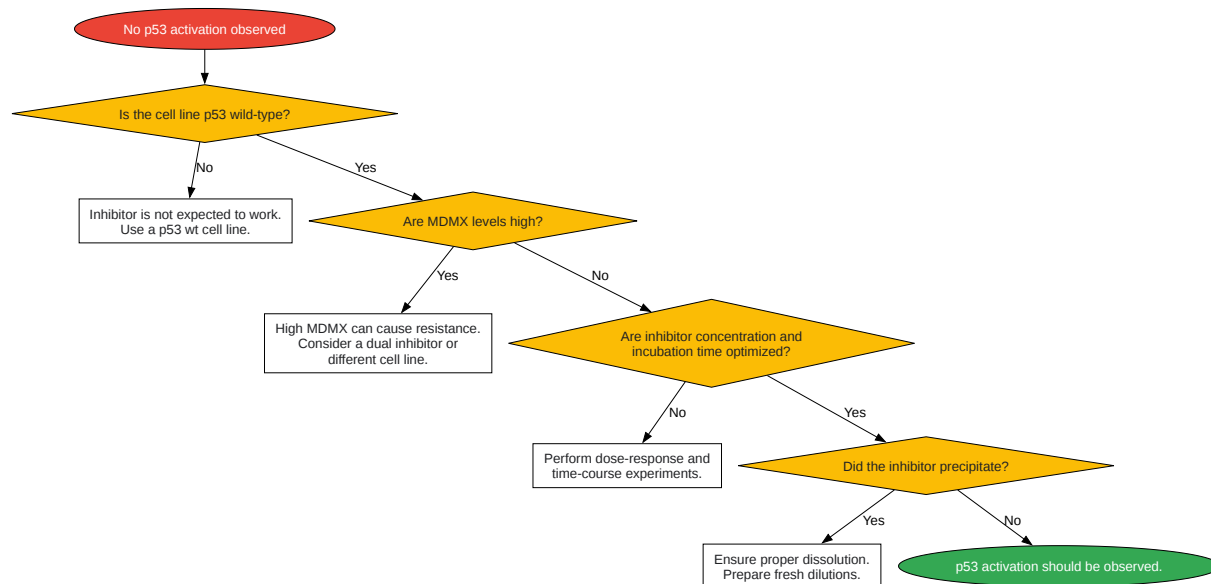 No p53 activation observed
Is the cell line p53 wild-type?
No
Yes
Inhibitor is not expected to work.
Use a p53 wt cell line.
Are MDMX levels high?
Yes
No
High MDMX can cause resistance.
Consider a dual inhibitor or
different cell line.
Are inhibitor concentration and
incubation time optimized?
No
Yes
Perform dose-response and
time-course experiments.
Did the inhibitor precipitate?
Yes
No
Ensure proper dissolution.
Prepare fresh dilutions.
p53 activation should be observed.